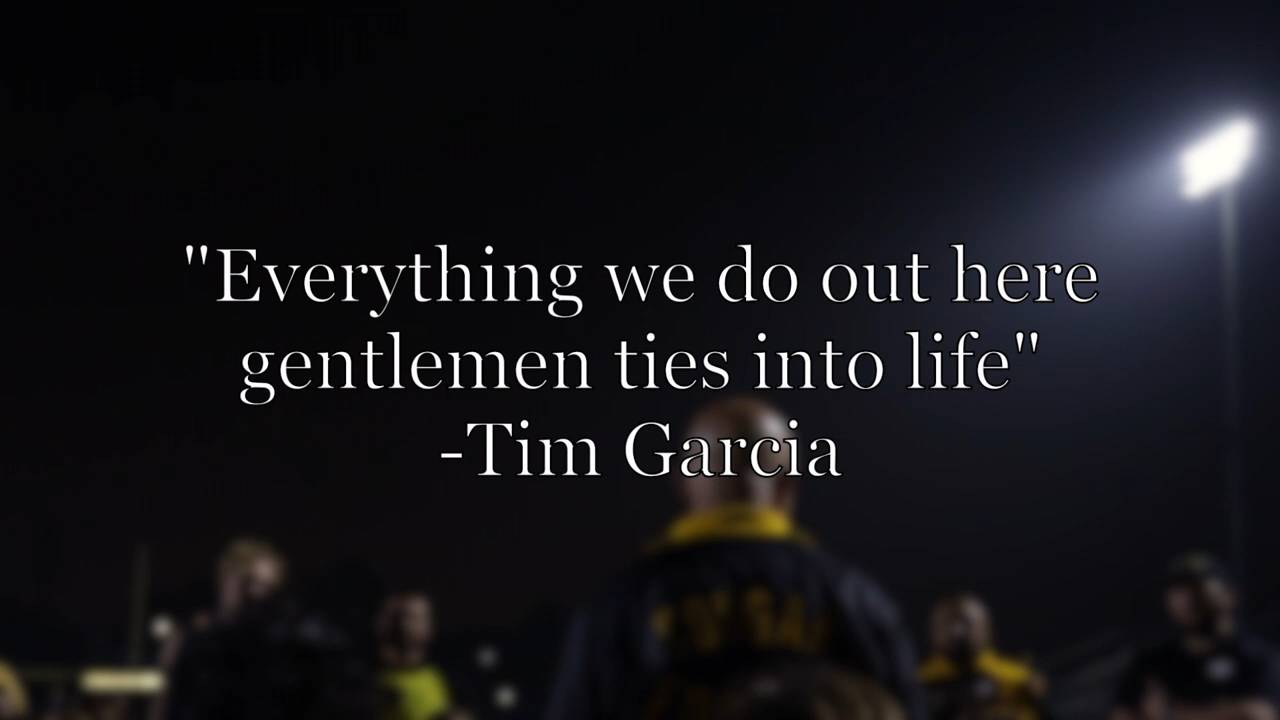 "Everything we do out here
gentlemen ties into life"
-Tim Garcia